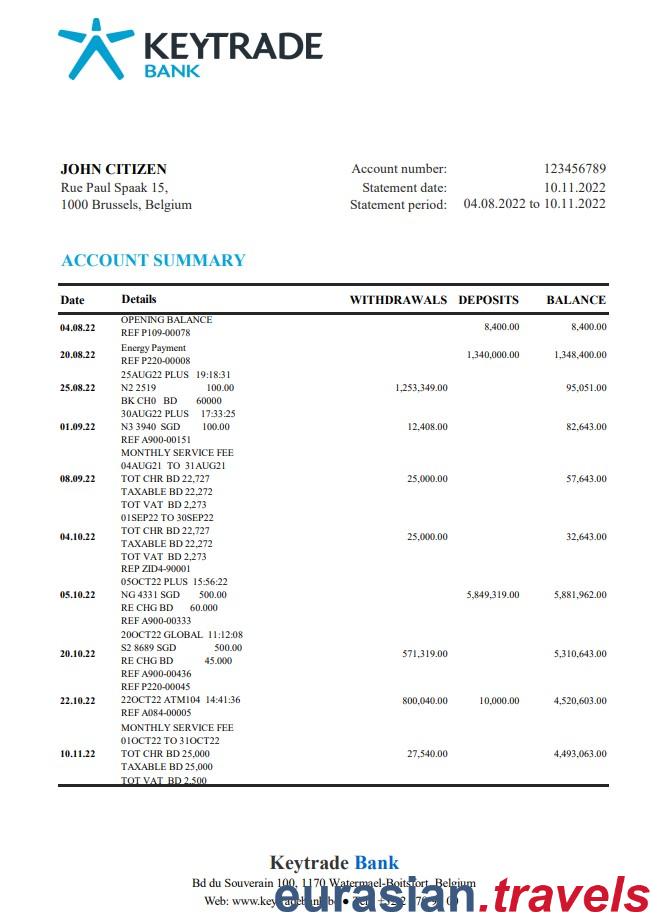 KEYTRADE
BANK
JOHN CITIZEN
Rue Paul Spaak 15,
1000 Brussels, Belgium
Account number: 123456789
Statement date: 10.11.2022
Statement period: 04.08.2022 to 10.11.2022
ACCOUNT SUMMARY
Date Details WITHDRAWALS DEPOSITS BALANCE
OPENING BALANCE
04.08.22 8,400.00 8,400.00
REF P109-00078
Energy Payment
20.08.22 1,340,000.00 1,348,400.00
REF P220-00008
25AUG22 PLUS 19:18:31
25.08.22 N2 2519 100.00 1,253,349.00 95,051.00
BK CH0 BD 60000
30AUG22 PLUS 17:33:25
01.09.22 N3 3940 SGD 100.00 12,408.00 82,643.00
REF A900-00151
MONTHLY SERVICE FEE
04AUG21 TO 31AUG21
08.09.22 TOT CHR BD 22,727 25,000.00 57,643.00
TAXABLE BD 22,272
TOT VAT BD 2,273
01SEP22 TO 30SEP22
TOT CHR BD 22,727
04.10.22 25,000.00 32,643.00
TAXABLE BD 22,272
TOT VAT BD 2,273
REP ZID4-90001
05OCT22 PLUS 15:56:22
05.10.22 NG 4331 SGD 500.00 5,849,319.00 5,881,962.00
RE CHG BD 60.000
REF A900-00333
20OCT22 GLOBAL 11:12:08
S2 8689 SGD 500.00
20.10.22 571,319.00 5,310,643.00
RE CHG BD 45.000
REF A900-00436
REF P220-00045
22.10.22 22OCT22 ATM104 14:41:36 800,040.00 10,000.00 4,520,603.00
REF A084-00005
MONTHLY SERVICE FEE
01OCT22 TO 31OCT22
10.11.22 TOT CHR BD 25,000 27,540.00 4,493,063.00
TAXABLE BD 25,000
TOT VAT BD 2,500
Keytrade Bank
Bd du Souverain 100, 1170 Watermael-Boitsfort, Belgium
Web:
eurasian.travels